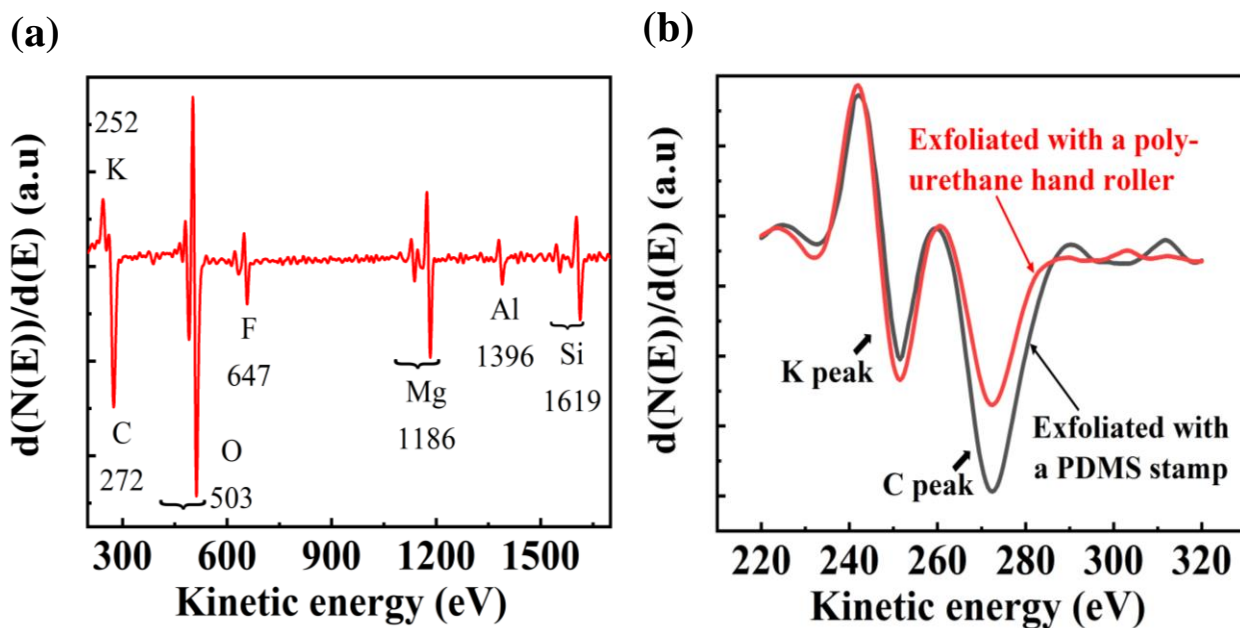 (a)
d(N(E))/d(E) (a.u)
252
K
C
272
O
503
F
647
Mg
1186
Al
1396
Si
1619
300 600 900 1200 1500
Kinetic energy (eV)
(b)
d(N(E))/d(E) (a.u)
Exfoliated with a poly-
urethane hand roller
K peak
C peak
Exfoliated with
a PDMS stamp
220 240 260 280 300 320
Kinetic energy (eV)